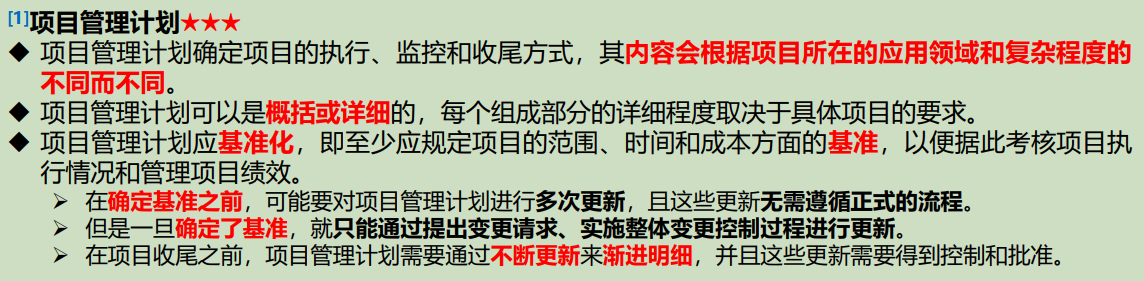 [1]项目管理计划★★★
◆ 项目管理计划确定项目的执行、监控和收尾方式，其内容会根据项目所在的应用领域和复杂程度的
不同而不同。
◆ 项目管理计划可以是概括或详细的，每个组成部分的详细程度取决于具体项目的要求。
◆ 项目管理计划应基准化，即至少应规定项目的范围、时间和成本方面的基准，以便据此考核项目执
行情况和管理项目绩效。
➢ 在确定基准之前，可能要对项目管理计划进行多次更新，且这些更新无需遵循正式的流程。
➢ 但是一旦确定了基准，就只能通过提出变更请求、实施整体变更控制过程进行更新。
➢ 在项目收尾之前，项目管理计划需要通过不断更新来渐进明细，并且这些更新需要得到控制和批准。